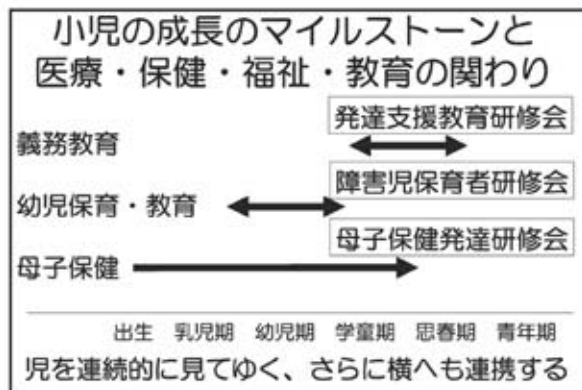 小児の成長のマイルストーンと
医療・保健・福祉・教育の関わり
発達支援教育研修会
義務教育
障害児保育者研修会
幼児保育・教育
母子保健発達研修会
母子保健
出生 乳児期 幼児期 学童期 思春期 青年期
児を連続的に見てゆく、さらに横へも連携する